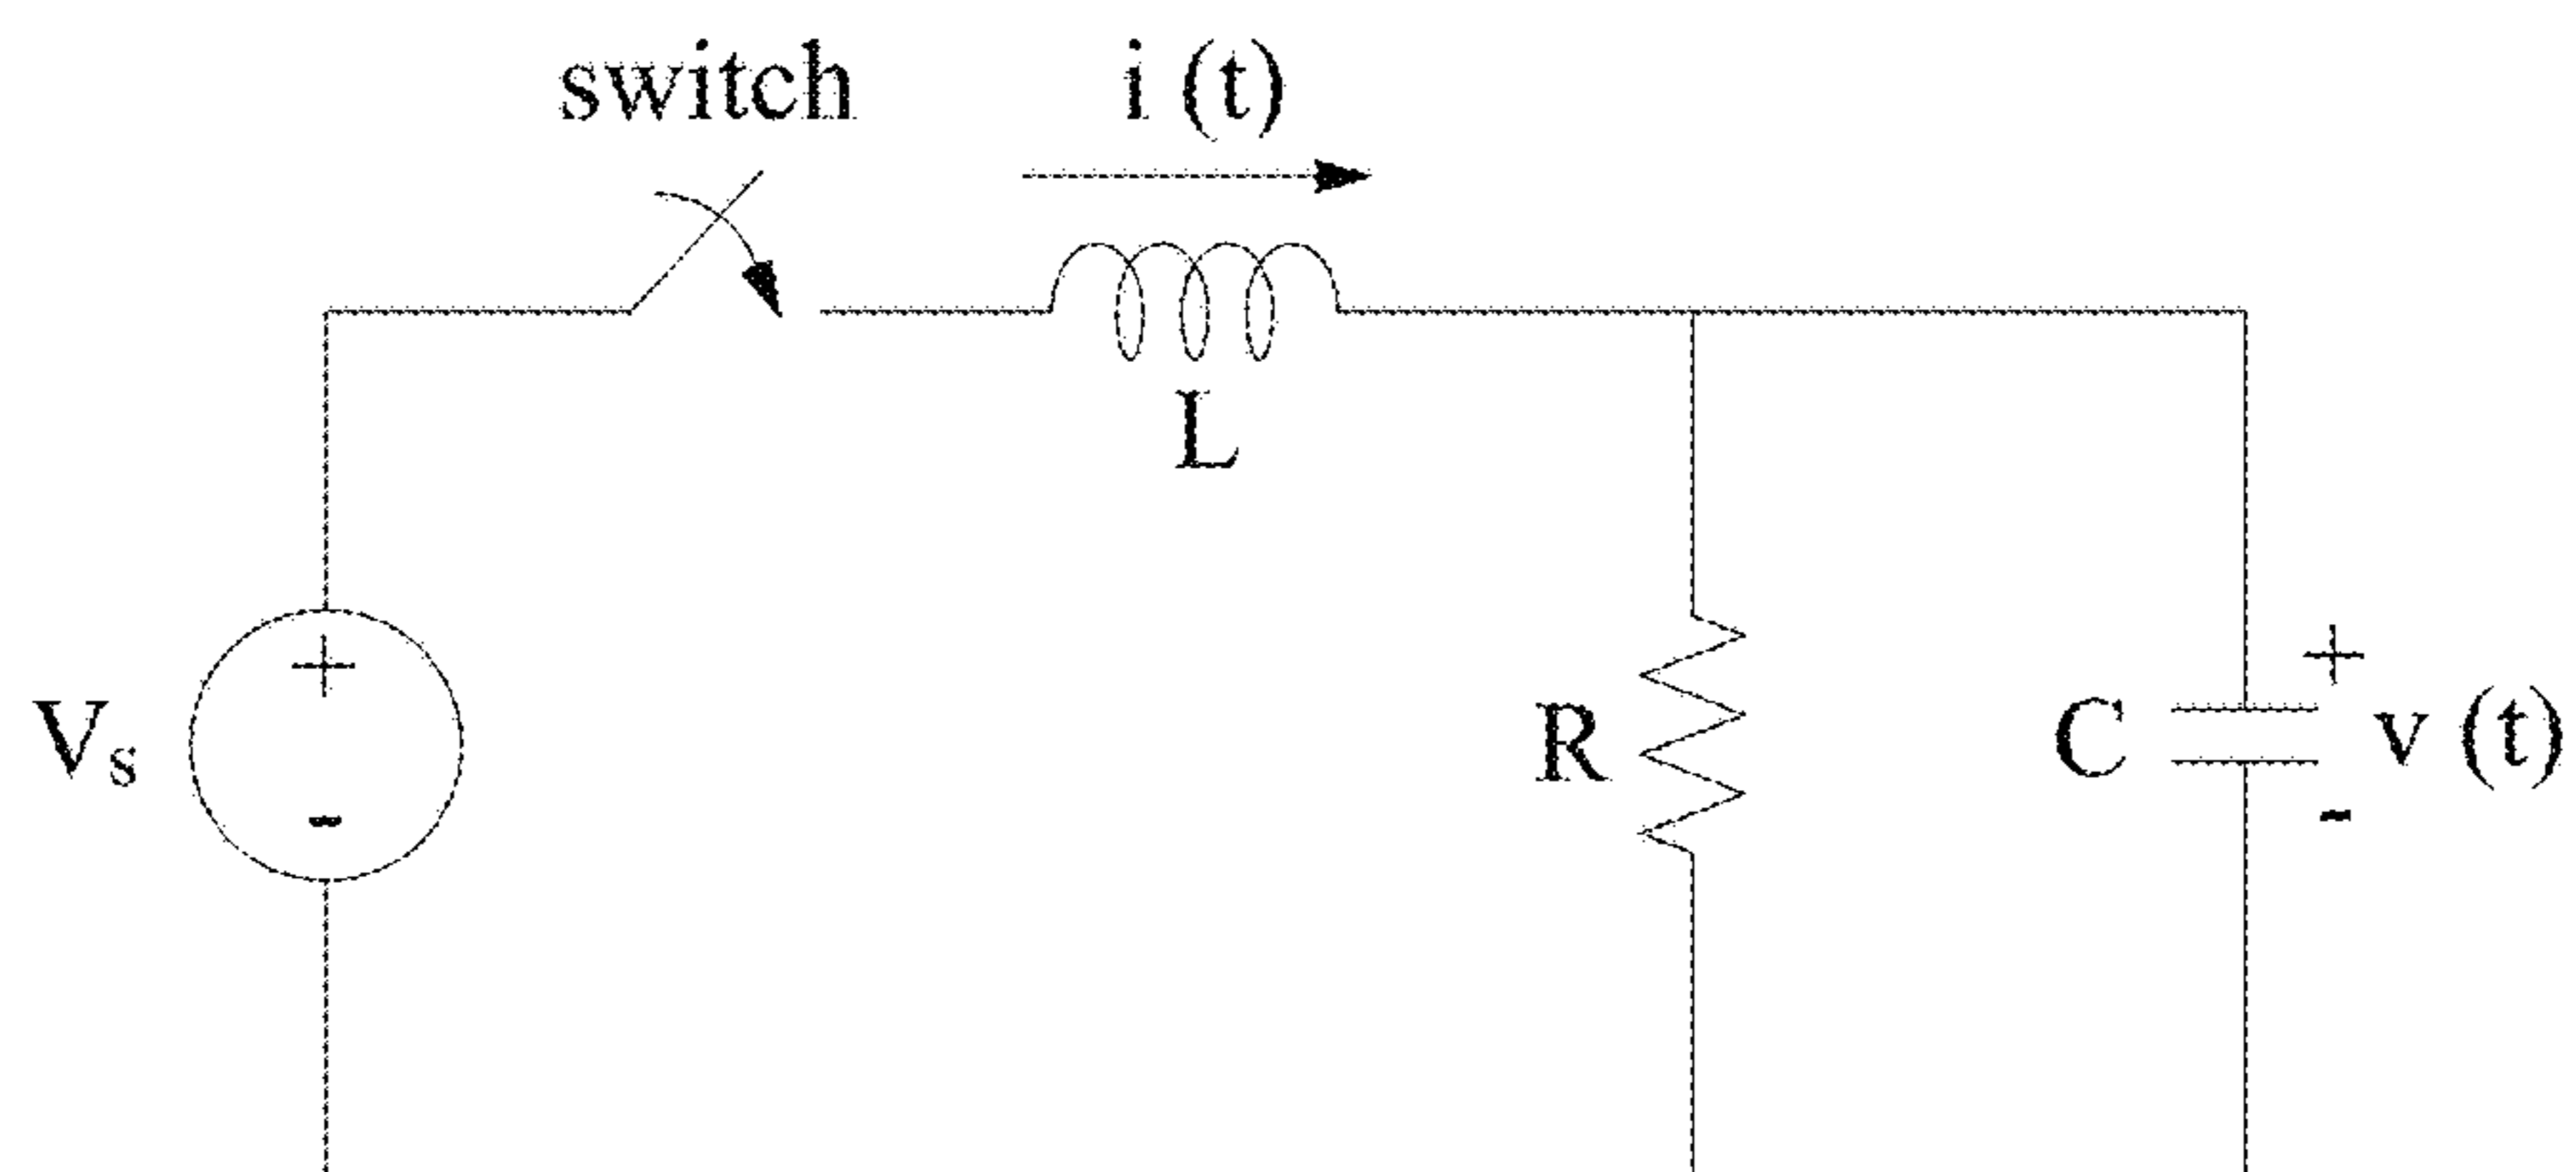 switch
i (t)
L
+
Vs
-
R
C
+
v (t)
-